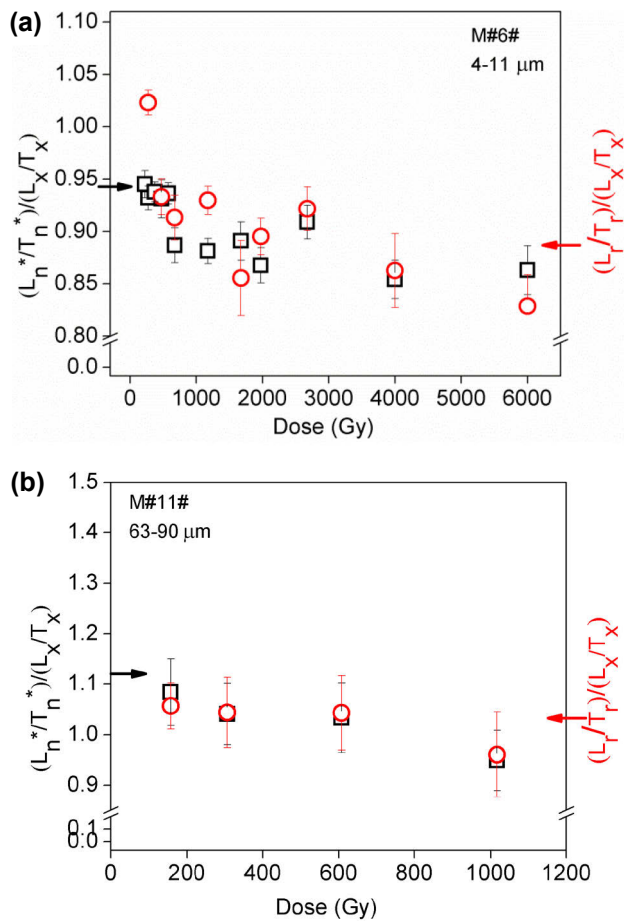 (a)
M#6#
4-11 μm
1.10
1.05
1.00
0.95
0.90
0.85
0.80
0.0
(Ln*/Tn*)/(Lx/Tx)
(Lr/Tr)/(Lx/Tx)
0 1000 2000 3000 4000 5000 6000
Dose (Gy)
(b)
M#11#
63-90 μm
1.5
1.4
1.3
1.2
1.1
1.0
0.9
0.1
0.0
(Ln*/Tn*)/(Lx/Tx)
(Lr/Tr)/(Lx/Tx)
0 200 400 600 800 1000 1200
Dose (Gy)